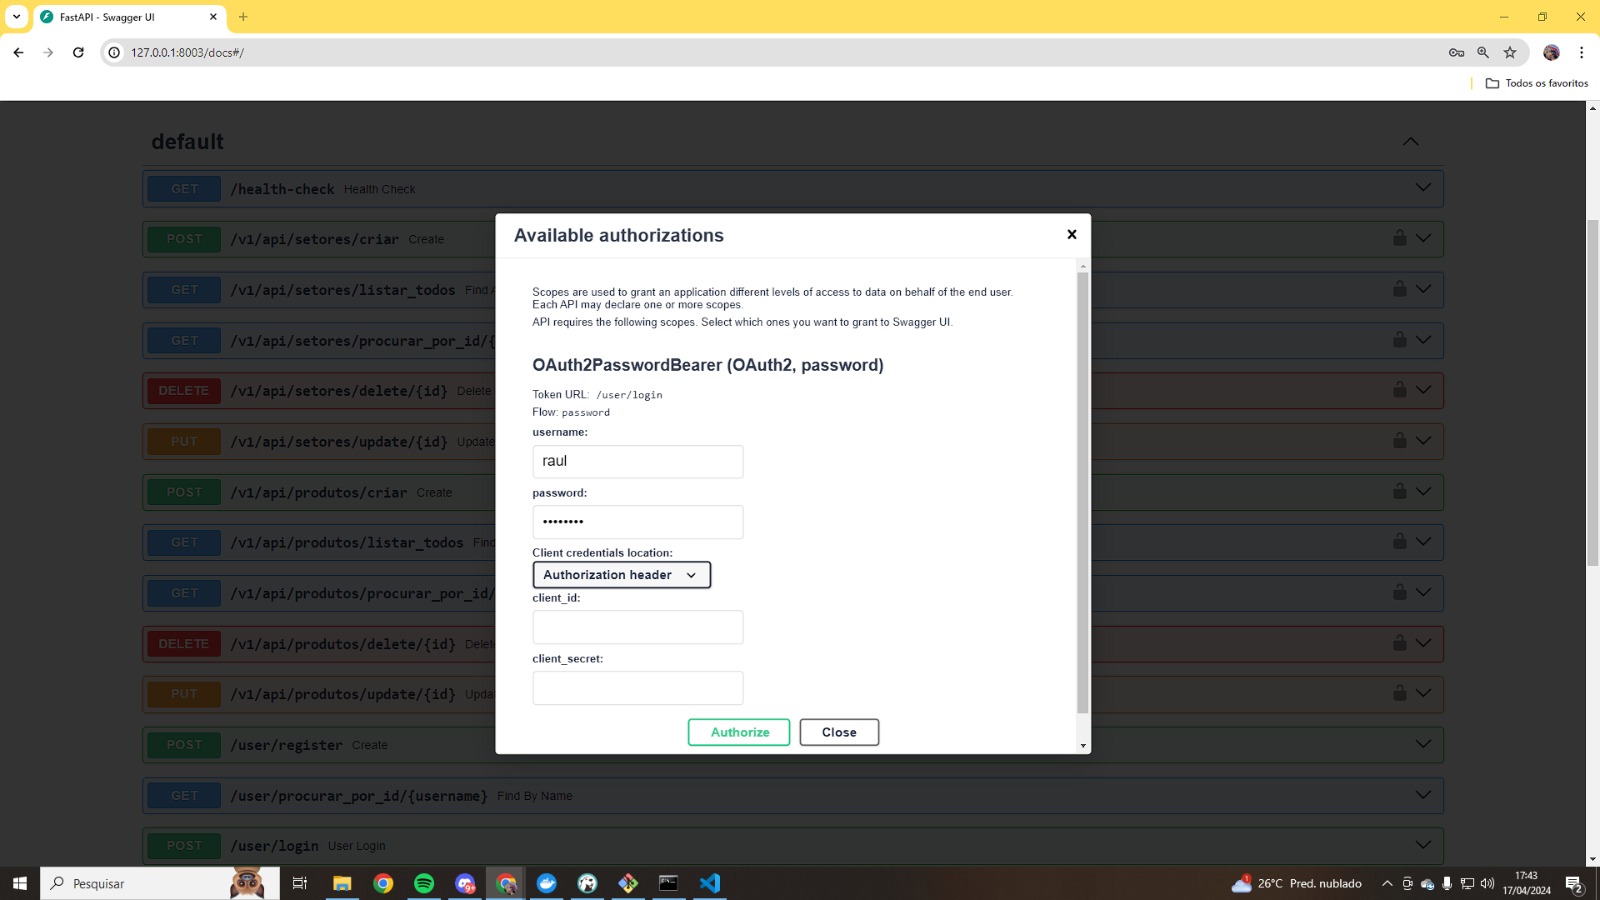 FastAPI - Swagger UI
127.0.0.1:8003/docs#/
Todos os favoritos
default
GET /health-check Health Check
POST /v1/api/setores/criar Create
GET /v1/api/setores/listar_todos Find A
GET /v1/api/setores/procurar_por_id/{
DELETE /v1/api/setores/delete/{id} Delete
PUT /v1/api/setores/update/{id} Update
POST /v1/api/produtos/criar Create
GET /v1/api/produtos/listar_todos Find
GET /v1/api/produtos/procurar_por_id/
DELETE /v1/api/produtos/delete/{id} Delet
PUT /v1/api/produtos/update/{id} Upda
POST /user/register Create
GET /user/procurar_por_id/{username} Find By Name
POST /user/login User Login
Available authorizations
Scopes are used to grant an application different levels of access to data on behalf of the end user.
Each API may declare one or more scopes.
API requires the following scopes. Select which ones you want to grant to Swagger UI.
OAuth2PasswordBearer (OAuth2, password)
Token URL: /user/login
Flow: password
username:
raul
password:
••••••••
Client credentials location:
Authorization header
client_id:
client_secret:
Authorize
Close
Pesquisar
26°C Pred. nublado
17:43
17/04/2024